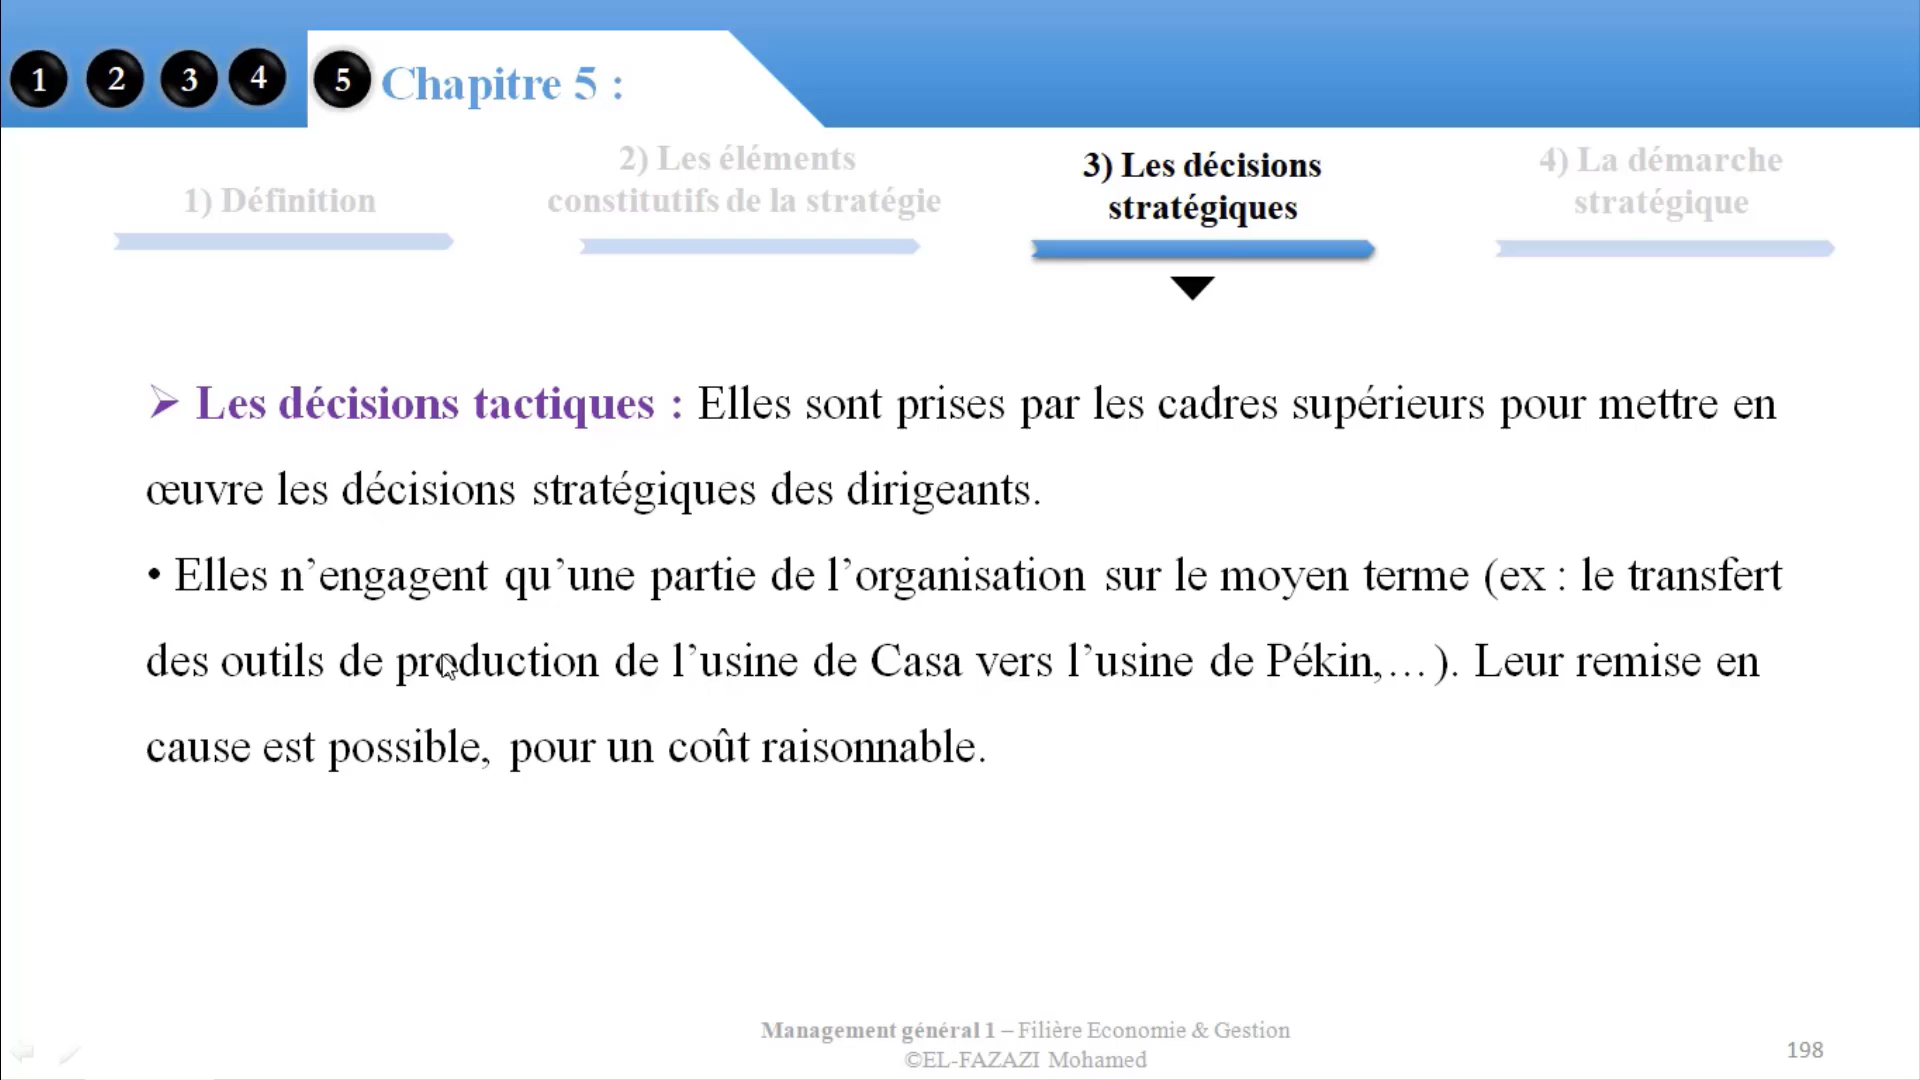 1 2 3 4 5 Chapitre 5 :
1) Définition
2) Les éléments
constitutifs de la stratégie
3) Les décisions
stratégiques
4) La démarche
stratégique
➢ Les décisions tactiques : Elles sont prises par les cadres supérieurs pour mettre en
œuvre les décisions stratégiques des dirigeants.
• Elles n’engagent qu’une partie de l’organisation sur le moyen terme (ex : le transfert
des outils de production de l’usine de Casa vers l’usine de Pékin,…). Leur remise en
cause est possible, pour un coût raisonnable.
Management général 1 – Filière Economie & Gestion
©EL-FAZAZI Mohamed
198